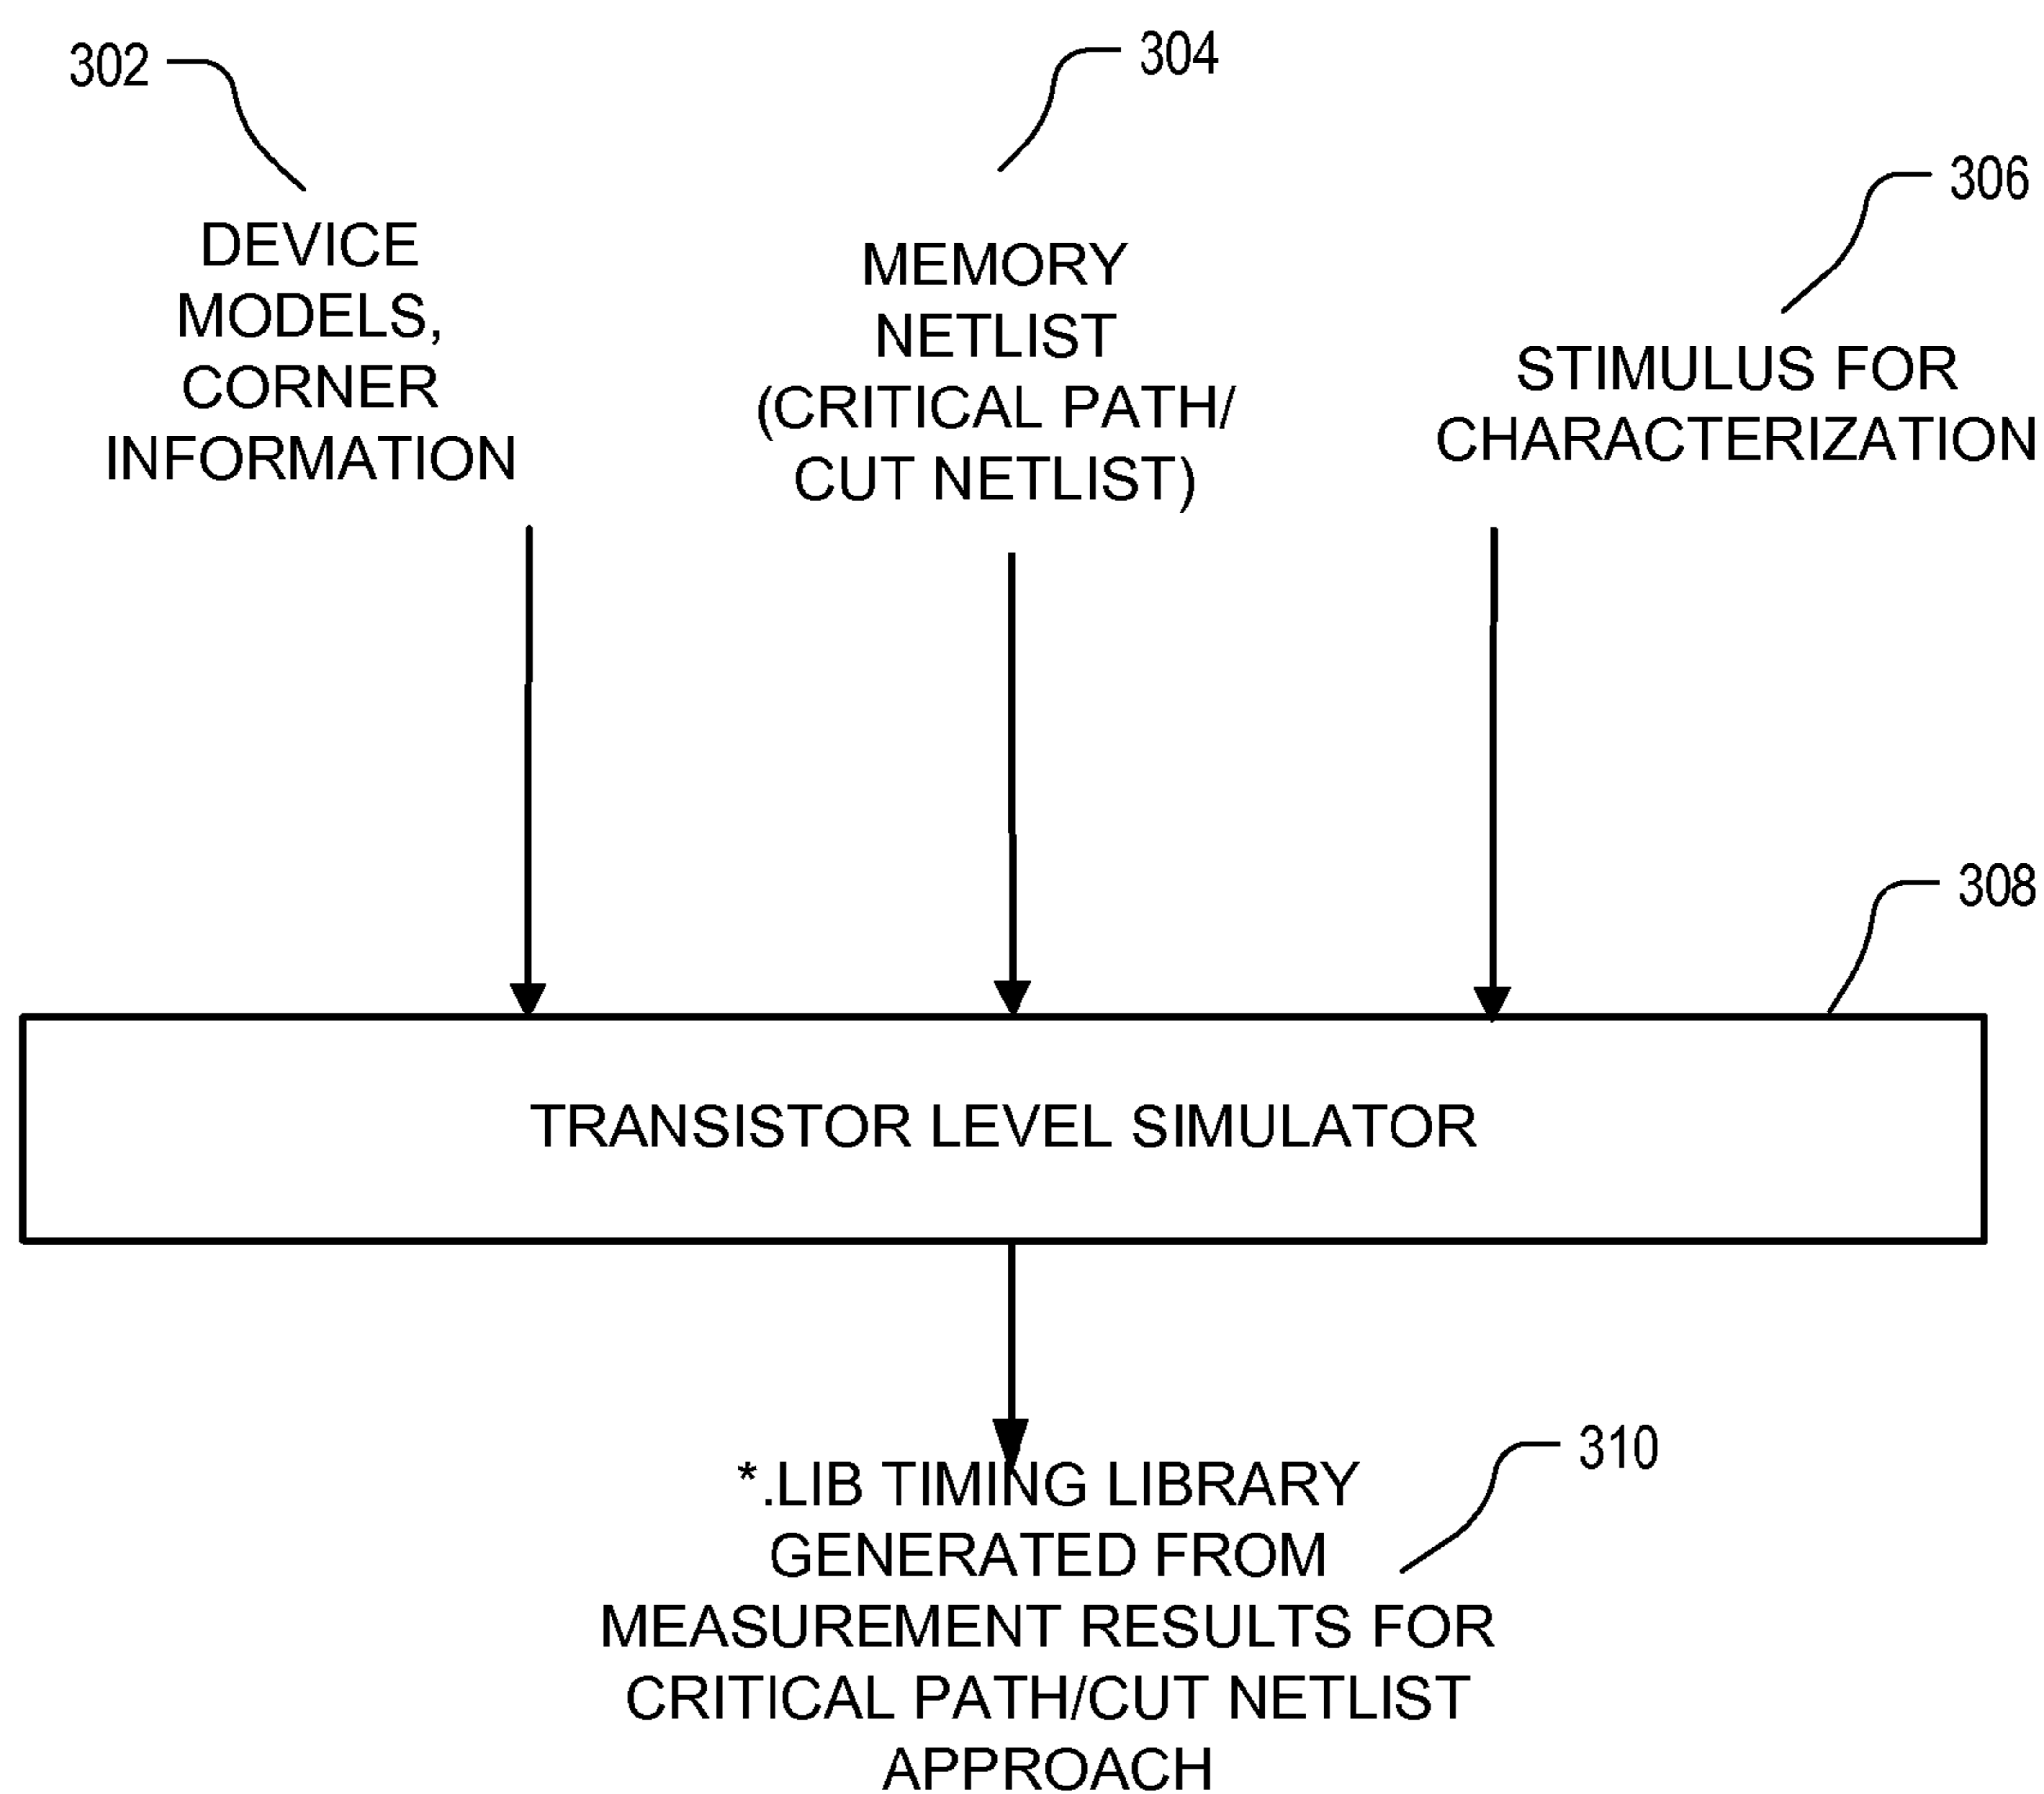 302
DEVICE
MODELS,
CORNER
INFORMATION
304
MEMORY
NETLIST
(CRITICAL PATH/
CUT NETLIST)
306
STIMULUS FOR
CHARACTERIZATION
308
TRANSISTOR LEVEL SIMULATOR
310
*.LIB TIMING LIBRARY
GENERATED FROM
MEASUREMENT RESULTS FOR
CRITICAL PATH/CUT NETLIST
APPROACH